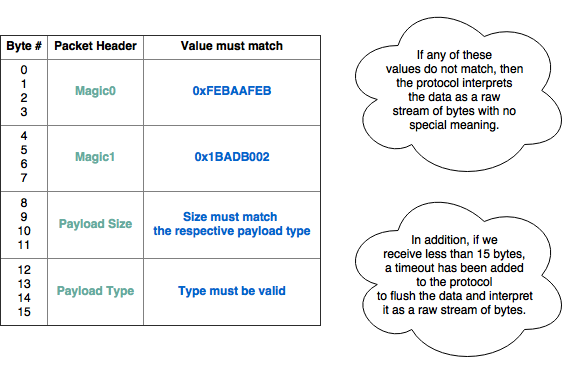 Byte # Packet Header Value must match
0
1
2
3
Magic0 0xFEBAAFEB
4
5
6
7
Magic1 0x1BADB002
8
9
10
11
Payload Size
Size must match
the respective payload type
12
13
14
15
Payload Type Type must be valid
If any of these
values do not match, then
the protocol interprets
the data as a raw
stream of bytes with no
special meaning.
In addition, if we
receive less than 15 bytes,
a timeout has been added
to the protocol
to flush the data and interpret
it as a raw stream of bytes.